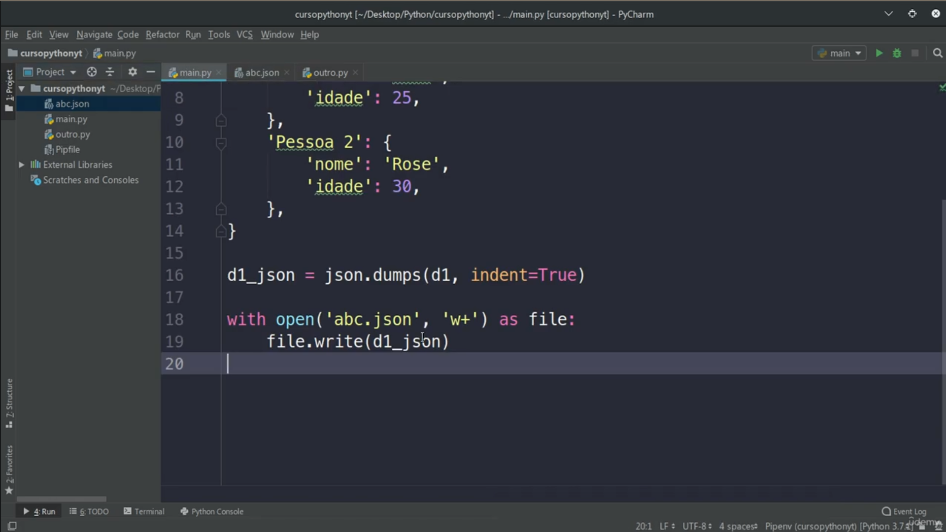 cursopythonyt [~/Desktop/Python/cursopythonyt] - .../main.py [cursopythonyt] - PyCharm
File Edit View Navigate Code Refactor Run Tools VCS Window Help
cursopythonyt main.py main
1: Project
Project main.py abc.json outro.py
cursopythonyt ~/Desktop/P
abc.json
main.py
outro.py
Pipfile
External Libraries
Scratches and Consoles
8 'idade': 25,
9 },
10 'Pessoa 2': {
11 'nome': 'Rose',
12 'idade': 30,
13 },
14 }
15
16 d1_json = json.dumps(d1, indent=True)
17
18 with open('abc.json', 'w+') as file:
19 file.write(d1_json)
20
7: Structure
2: Favorites
4: Run 6: TODO Terminal Python Console Event Log
20:1 LF UTF-8 4 spaces Pipenv (cursopythonyt) [Python 3.7.
Udemy